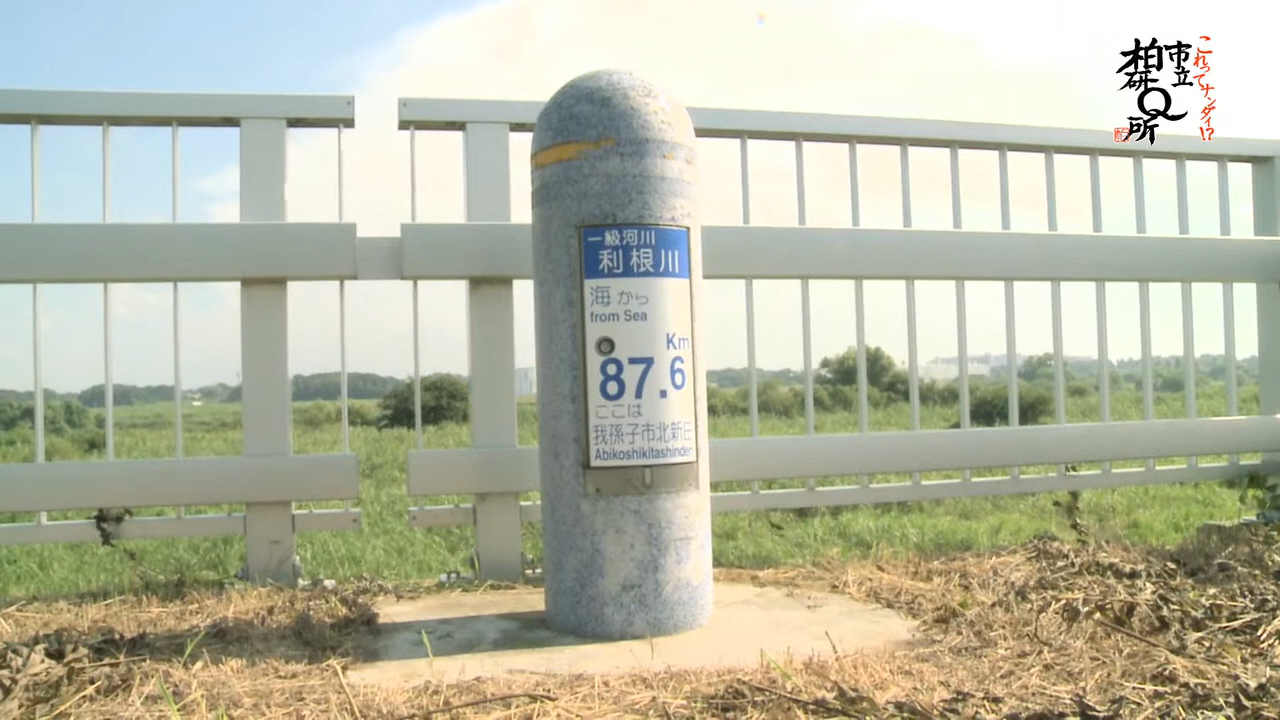 一級河川
利根川
海から
from Sea
Km
87.6
ここは
我孫子市北新田
Abikoshikitashinden
これってナンダイ!?
市立
柏研Q所